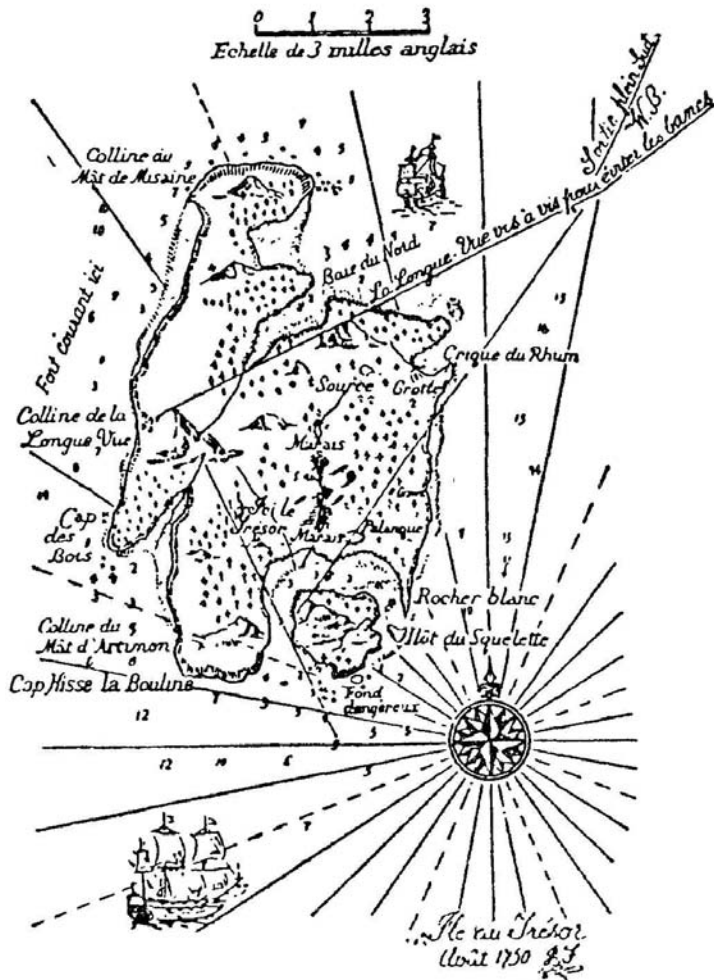 0 1 2 3
Echelle de 3 milles anglais
Sortie plein Sud
W.B.
La Longue-Vue vis à vis pour éviter les bancs
Colline du
Mât de Misaine
Baie du Nord
Fort courant ici
Crique du Rhum
Source
Grotte
Colline de la
Longue Vue
Marais
Ici le
Trésor
Marais
Palanque
Cap
des
Bois
Rocher blanc
Ilôt du Squelette
Colline du
Mât d'Artimon
Cap Hisse la Bouline
Fond
dangereux
Île au Trésor
Août 1750 J.F.